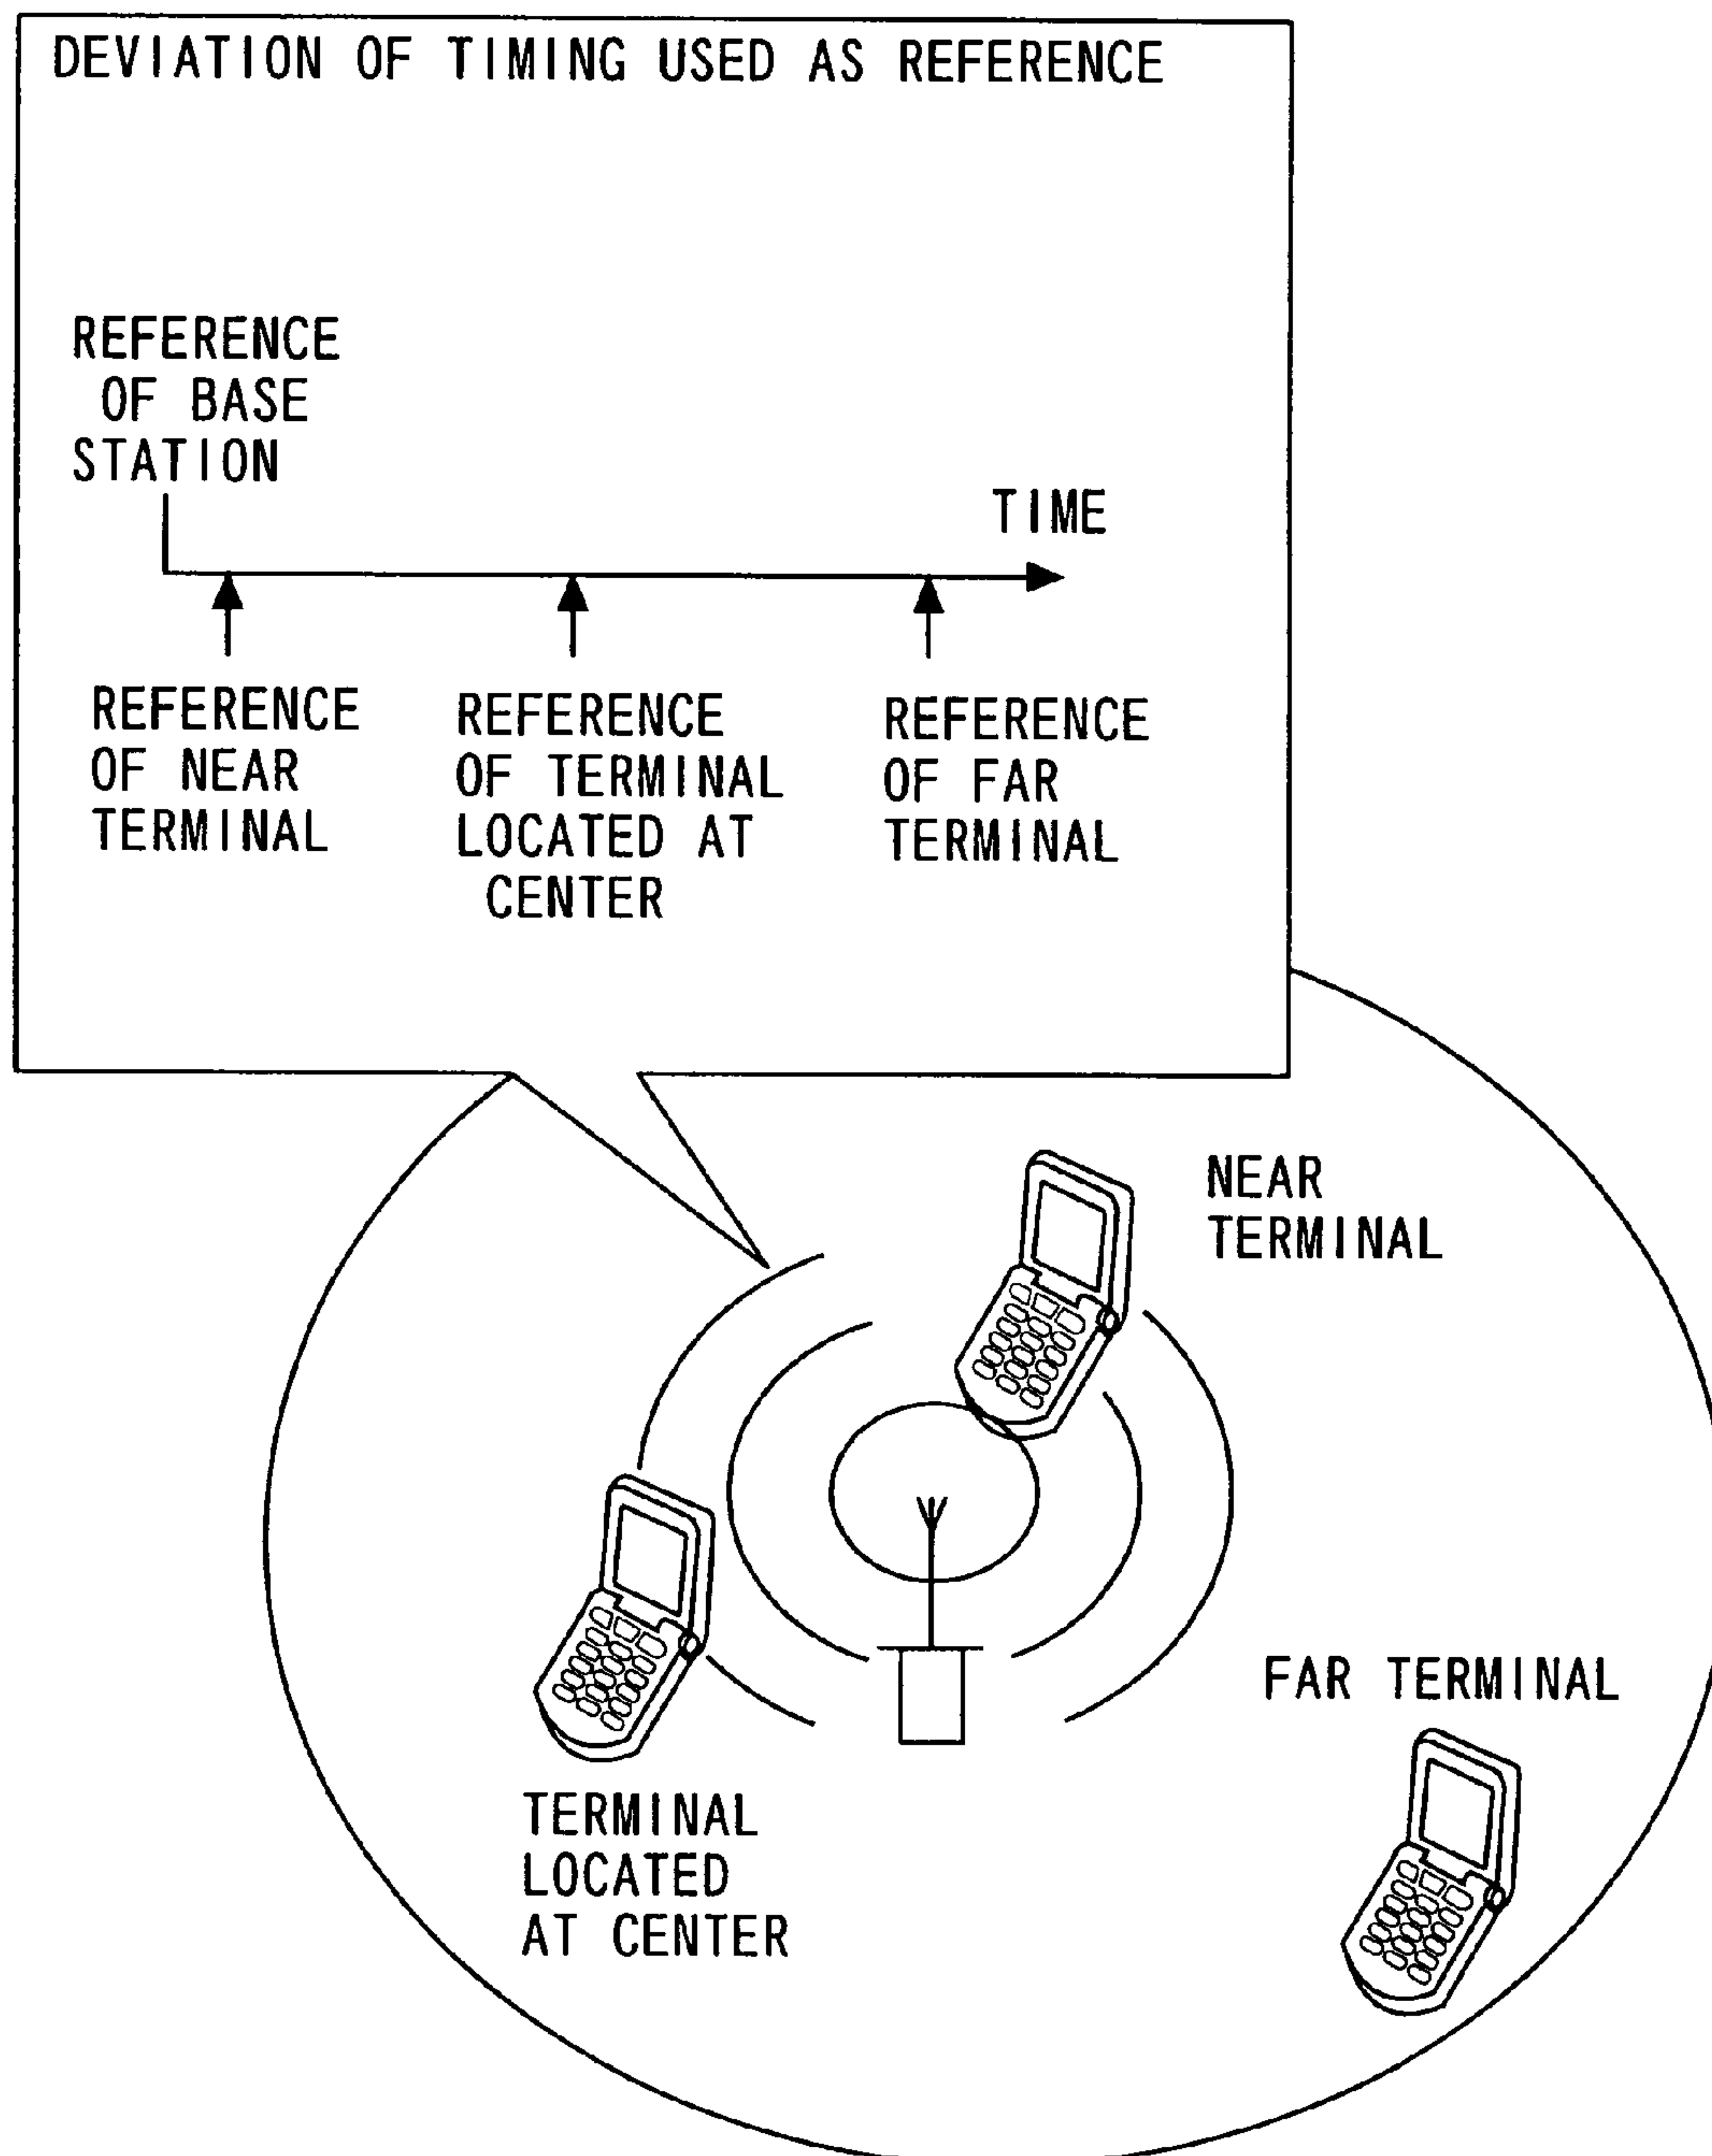 DEVIATION OF TIMING USED AS REFERENCE
REFERENCE
OF BASE
STATION
TIME
REFERENCE
OF NEAR
TERMINAL
REFERENCE
OF TERMINAL
LOCATED AT
CENTER
REFERENCE
OF FAR
TERMINAL
NEAR
TERMINAL
FAR TERMINAL
TERMINAL
LOCATED
AT CENTER